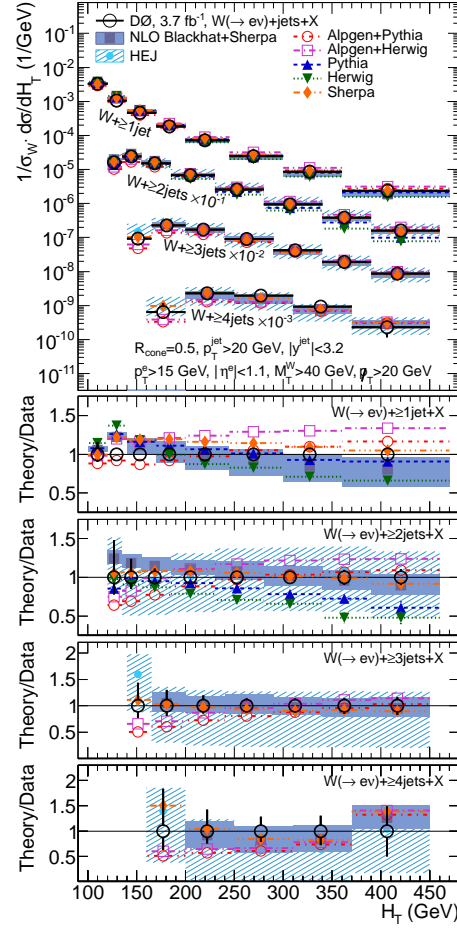 1/σ_W · dσ/dH_T (1/GeV)
DØ, 3.7 fb⁻¹, W(→ eν)+jets+X
NLO Blackhat+Sherpa
HEJ
Alpgen+Pythia
Alpgen+Herwig
Pythia
Herwig
Sherpa
10⁻¹
10⁻²
10⁻³
10⁻⁴
10⁻⁵
10⁻⁶
10⁻⁷
10⁻⁸
10⁻⁹
10⁻¹⁰
10⁻¹¹
W+≥1jet
W+≥2jets ×10⁻¹
W+≥3jets ×10⁻²
W+≥4jets ×10⁻³
R_cone=0.5, p_T^jet>20 GeV, |y^jet|<3.2
p_T^e>15 GeV, |η^e|<1.1, M_T^W>40 GeV, p̸_T>20 GeV
Theory/Data
W(→ eν)+≥1jet+X
1.5
1
0.5
Theory/Data
W(→ eν)+≥2jets+X
1.5
1
0.5
Theory/Data
W(→ eν)+≥3jets+X
2
1.5
1
0.5
Theory/Data
W(→ eν)+≥4jets+X
2
1.5
1
0.5
100 150 200 250 300 350 400 450
H_T (GeV)